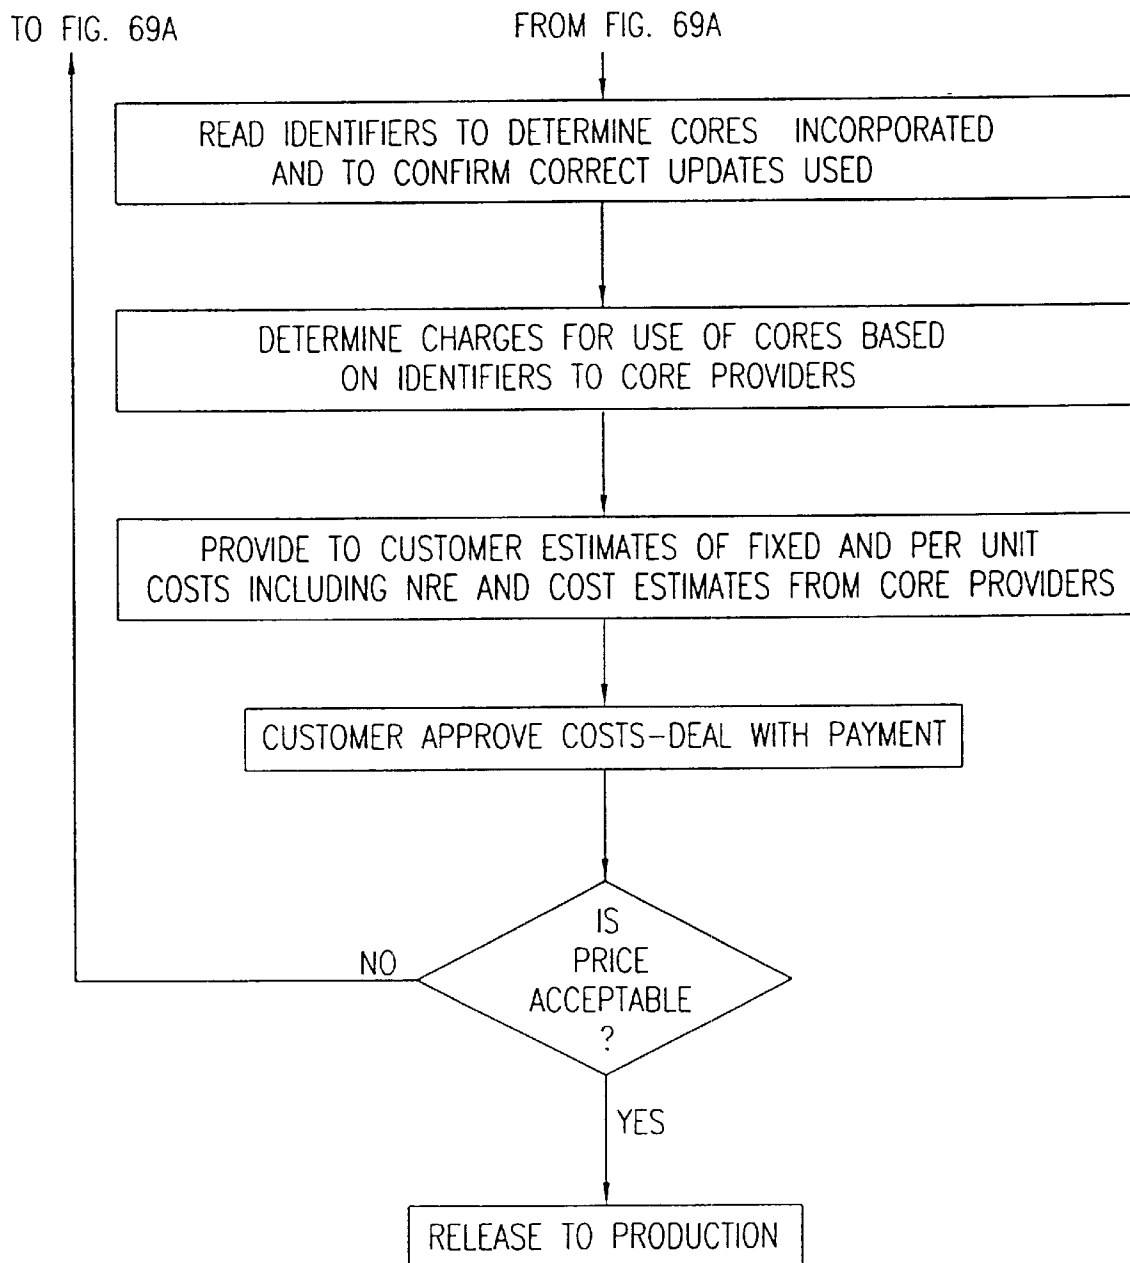 TO FIG. 69A
FROM FIG. 69A
READ IDENTIFIERS TO DETERMINE CORES INCORPORATED
AND TO CONFIRM CORRECT UPDATES USED
DETERMINE CHARGES FOR USE OF CORES BASED
ON IDENTIFIERS TO CORE PROVIDERS
PROVIDE TO CUSTOMER ESTIMATES OF FIXED AND PER UNIT
COSTS INCLUDING NRE AND COST ESTIMATES FROM CORE PROVIDERS
CUSTOMER APPROVE COSTS-DEAL WITH PAYMENT
IS
PRICE
ACCEPTABLE
?
NO
YES
RELEASE TO PRODUCTION